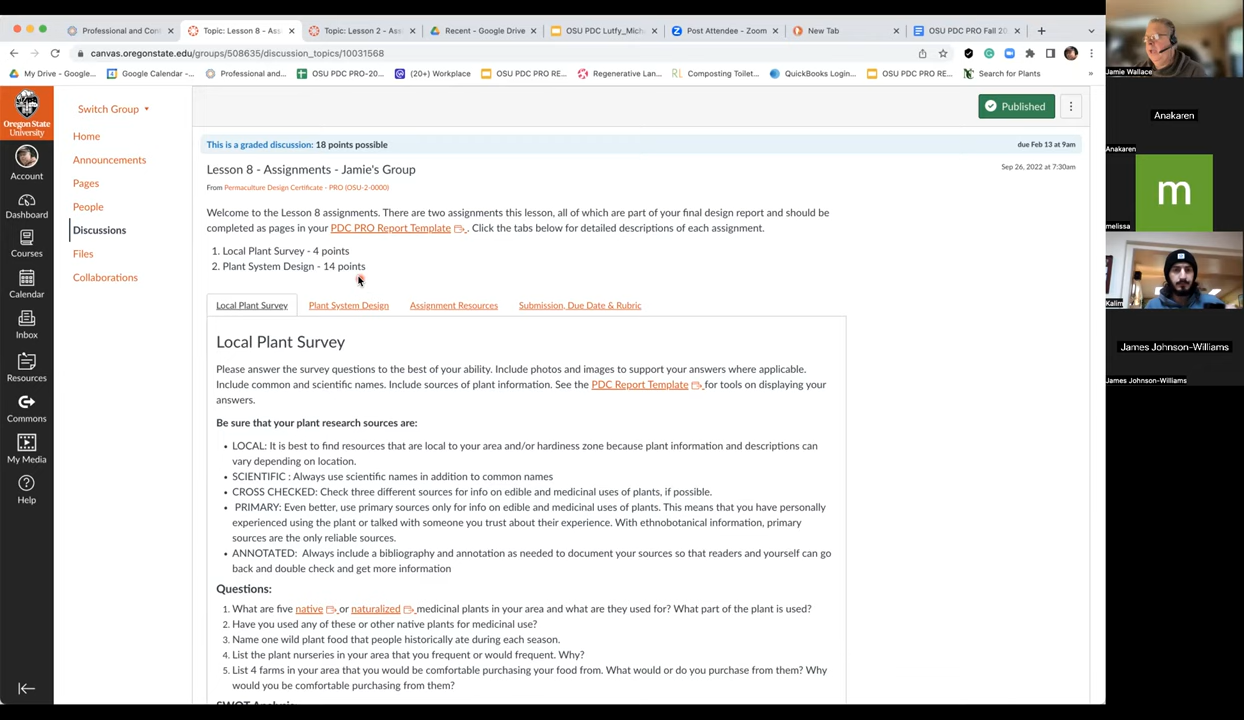 Professional and Con
Topic: Lesson 8 - Ass
Topic: Lesson 2 - Ass
Recent - Google Drive
OSU PDC Lutfy_Mich
Post Attendee - Zoom
New Tab
OSU PDC PRO Fall 20
canvas.oregonstate.edu/groups/508635/discussion_topics/10031568
My Drive - Google...
Google Calendar -...
Professional and...
OSU PDC PRO-20...
(20+) Workplace
OSU PDC PRO RE...
Regenerative Lan...
Composting Toilet...
QuickBooks Login...
OSU PDC PRO RE...
Search for Plants
»
Oregon State
University
Account
Dashboard
Courses
Calendar
Inbox
Resources
Commons
My Media
Help
Switch Group
Home
Announcements
Pages
People
Discussions
Files
Collaborations
Published
This is a graded discussion: 18 points possible
due Feb 13 at 9am
Lesson 8 - Assignments - Jamie's Group
Sep 26, 2022 at 7:30am
From Permaculture Design Certificate - PRO (OSU-2-0000)
Welcome to the Lesson 8 assignments. There are two assignments this lesson, all of which are part of your final design report and should be
completed as pages in your PDC PRO Report Template . Click the tabs below for detailed descriptions of each assignment.
1. Local Plant Survey - 4 points
2. Plant System Design - 14 points
Local Plant Survey
Plant System Design
Assignment Resources
Submission, Due Date & Rubric
Local Plant Survey
Please answer the survey questions to the best of your ability. Include photos and images to support your answers where applicable.
Include common and scientific names. Include sources of plant information. See the PDC Report Template for tools on displaying your
answers.
Be sure that your plant research sources are:
• LOCAL: It is best to find resources that are local to your area and/or hardiness zone because plant information and descriptions can
vary depending on location.
• SCIENTIFIC : Always use scientific names in addition to common names
• CROSS CHECKED: Check three different sources for info on edible and medicinal uses of plants, if possible.
• PRIMARY: Even better, use primary sources only for info on edible and medicinal uses of plants. This means that you have personally
experienced using the plant or talked with someone you trust about their experience. With ethnobotanical information, primary
sources are the only reliable sources.
• ANNOTATED: Always include a bibliography and annotation as needed to document your sources so that readers and yourself can go
back and double check and get more information
Questions:
1. What are five native or naturalized medicinal plants in your area and what are they used for? What part of the plant is used?
2. Have you used any of these or other native plants for medicinal use?
3. Name one wild plant food that people historically ate during each season.
4. List the plant nurseries in your area that you frequent or would frequent. Why?
5. List 4 farms in your area that you would be comfortable purchasing your food from. What would or do you purchase from them? Why
would you be comfortable purchasing from them?
SWOT Analysis
Jamie Wallace
Anakaren
Anakaren
m
melissa
Kalim
James Johnson-Williams
James Johnson-Williams